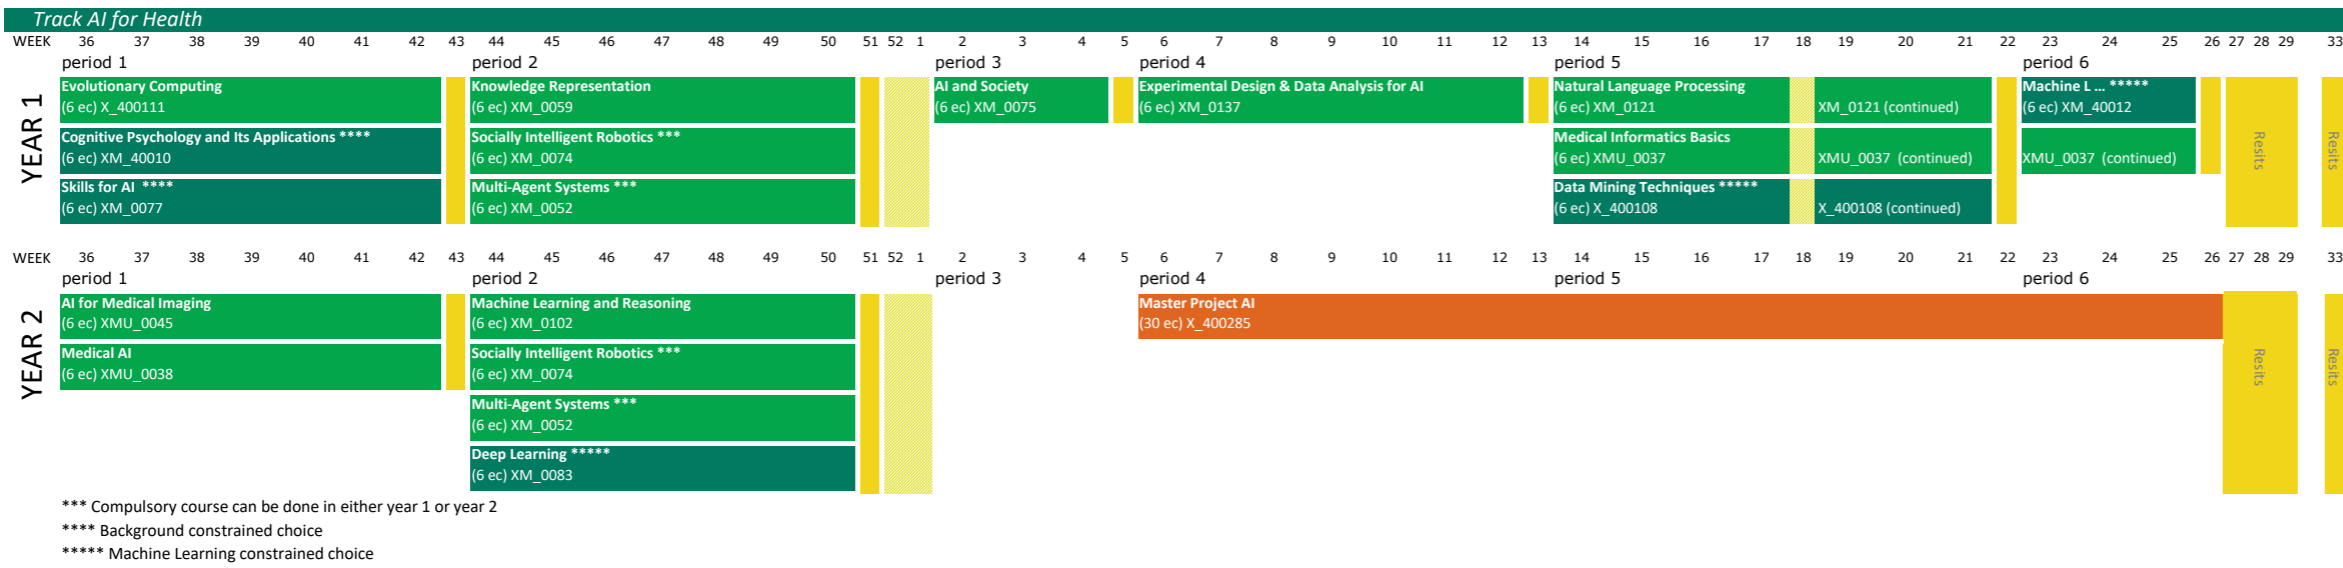 Track AI for Health
WEEK 36 37 38 39 40 41 42 43 44 45 46 47 48 49 50 51 52 1 2 3 4 5 6 7 8 9 10 11 12 13 14 15 16 17 18 19 20 21 22 23 24 25 26 27 28 29 33
period 1 period 2 period 3 period 4 period 5 period 6
YEAR 1
Evolutionary Computing Knowledge Representation AI and Society Experimental Design & Data Analysis for AI Natural Language Processing Machine L ... *****
(6 ec) X_400111 (6 ec) XM_0059 (6 ec) XM_0075 (6 ec) XM_0137 (6 ec) XM_0121 XM_0121 (continued) (6 ec) XM_40012
Cognitive Psychology and Its Applications **** Socially Intelligent Robotics *** Medical Informatics Basics
(6 ec) XM_40010 (6 ec) XM_0074 (6 ec) XMU_0037 XMU_0037 (continued) XMU_0037 (continued)
Skills for AI **** Multi-Agent Systems *** Data Mining Techniques *****
(6 ec) XM_0077 (6 ec) XM_0052 (6 ec) X_400108 X_400108 (continued)
Resits
Resits
WEEK 36 37 38 39 40 41 42 43 44 45 46 47 48 49 50 51 52 1 2 3 4 5 6 7 8 9 10 11 12 13 14 15 16 17 18 19 20 21 22 23 24 25 26 27 28 29 33
period 1 period 2 period 3 period 4 period 5 period 6
YEAR 2
AI for Medical Imaging Machine Learning and Reasoning Master Project AI
(6 ec) XMU_0045 (6 ec) XM_0102 (30 ec) X_400285
Medical AI Socially Intelligent Robotics ***
(6 ec) XMU_0038 (6 ec) XM_0074
Multi-Agent Systems ***
(6 ec) XM_0052
Deep Learning *****
(6 ec) XM_0083
Resits
Resits
*** Compulsory course can be done in either year 1 or year 2
**** Background constrained choice
***** Machine Learning constrained choice